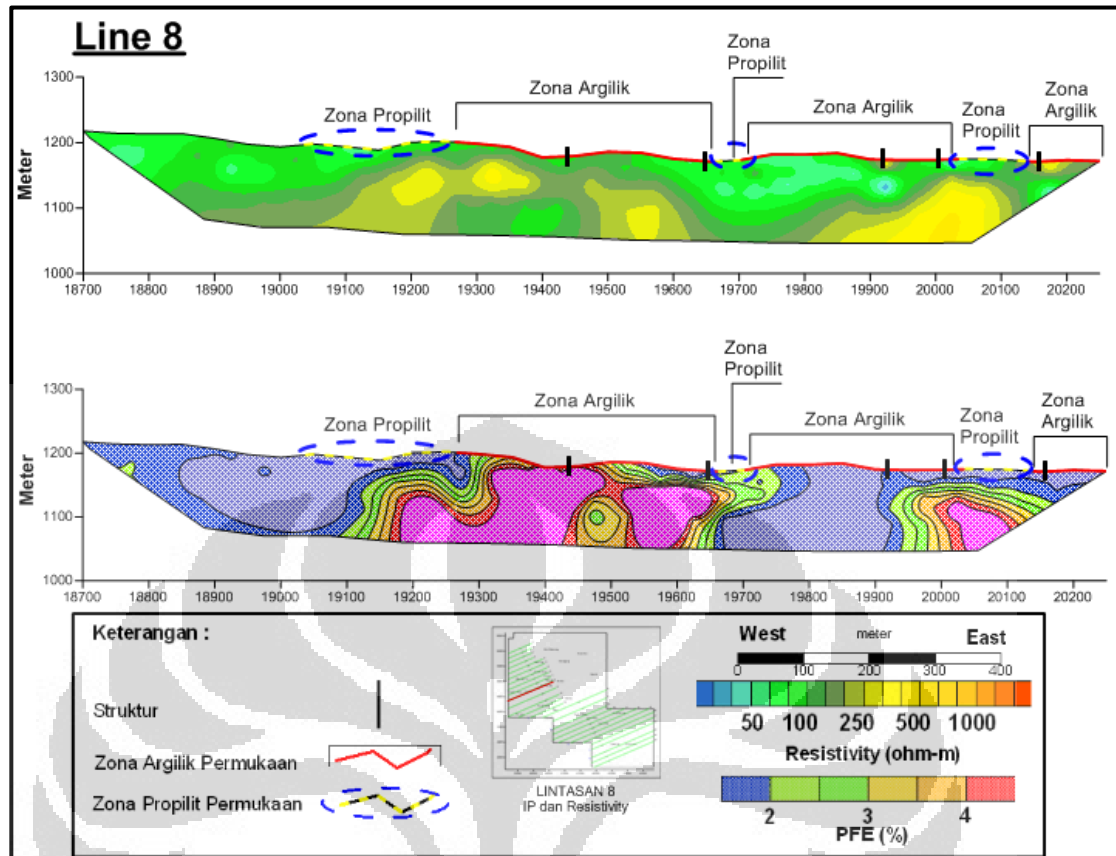 Line 8
Zona
Propilit
Zona Argilik
Zona Propilit
Zona Argilik
Zona
Propilit
Zona
Argilik
Meter
1300
1200
1100
1000
18700 18800 18900 19000 19100 19200 19300 19400 19500 19600 19700 19800 19900 20000 20100 20200
Zona
Propilit
Zona Argilik
Zona Propilit
Zona Argilik
Zona
Propilit
Zona
Argilik
Meter
1300
1200
1100
1000
18700 18800 18900 19000 19100 19200 19300 19400 19500 19600 19700 19800 19900 20000 20100 20200
Keterangan :
Struktur
Zona Argilik Permukaan
Zona Propilit Permukaan
LINTASAN 8
IP dan Resistivity
West meter East
0 100 200 300 400
50 100 250 500 1000
Resistivity (ohm-m)
2 3 4
PFE (%)